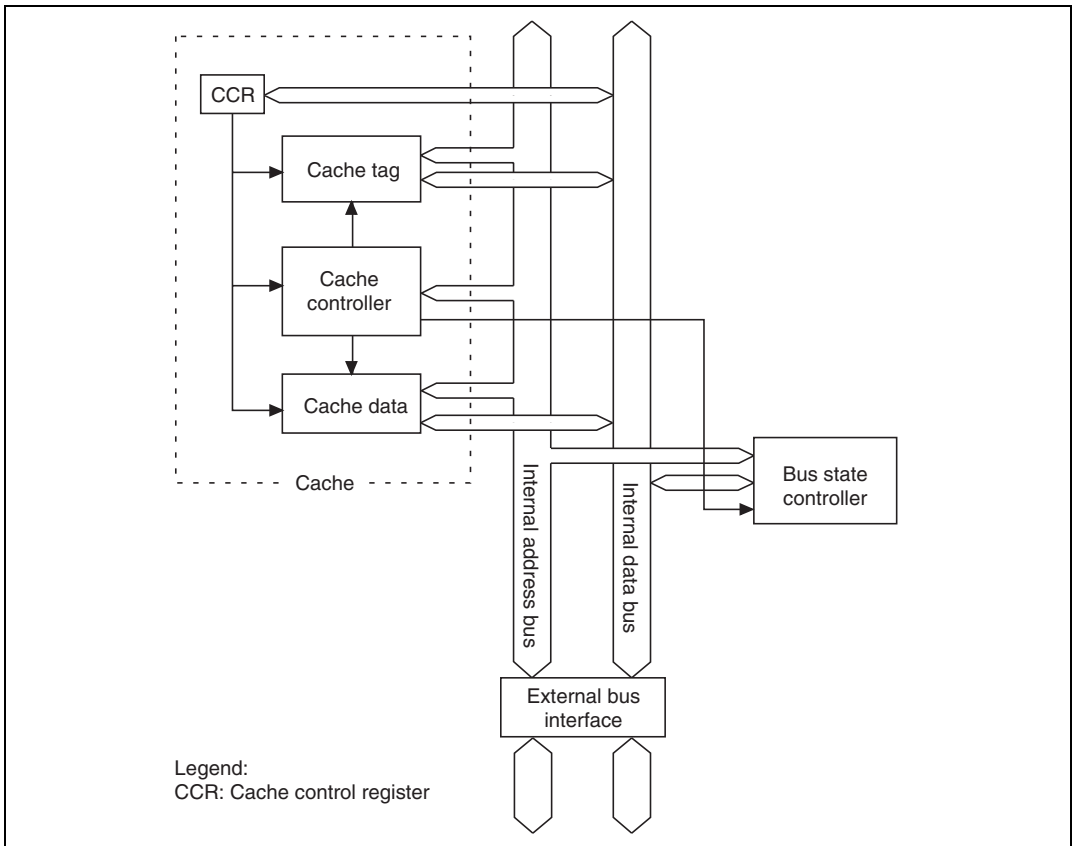 CCR
Cache tag
Cache
controller
Cache data
Cache
Internal address bus
Internal data bus
Bus state
controller
External bus
interface
Legend:
CCR: Cache control register